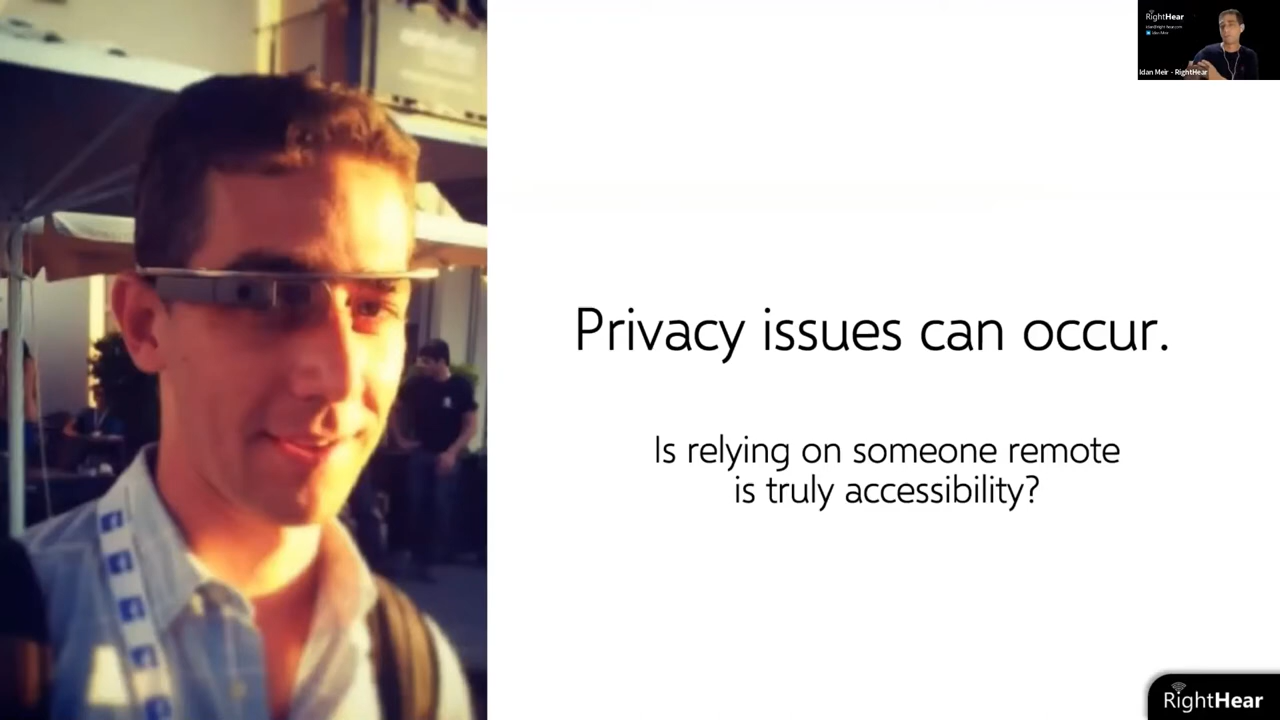 RightHear
Idan Meir - RightHear
Privacy issues can occur.
Is relying on someone remote
is truly accessibility?
RightHear